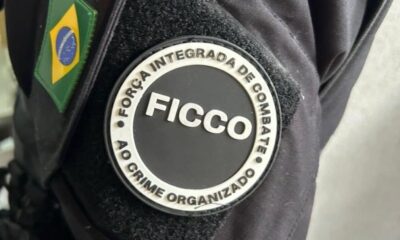 FORÇA INTEGRADA DE COMBATE
FICCO
AO CRIME ORGANIZADO